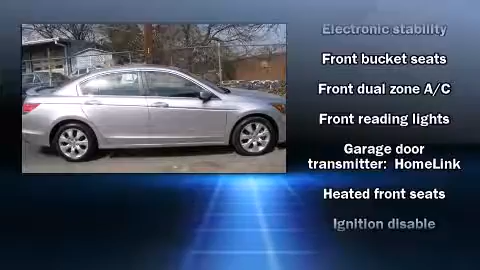 Electronic stability
Front bucket seats
Front dual zone A/C
Front reading lights
Garage door
transmitter:  HomeLink
Heated front seats
Ignition disable